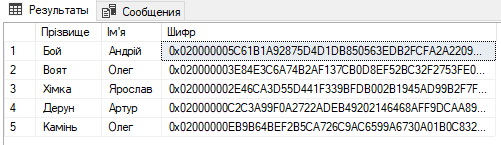 Результаты Сообщения
Прізвище Ім'я Шифр
1 Бой Андрій 0x020000005C61B1A92875D4D1DB850563EDB2FCFA2A2209...
2 Воят Олег 0x020000003E84E3C6A74B2AF137CB0D8EF52BC32F2753FE0...
3 Хімка Ярослав 0x020000002E46CA3D55D441F339BFDB002B1945AD99B2F7F...
4 Дерун Артур 0x02000000C2C3A99F0A2722ADEB49202146468AFF9DCAA89...
5 Камінь Олег 0x02000000EB9B64BEF2B5CA726C9AC6599A6730A01B0C832...